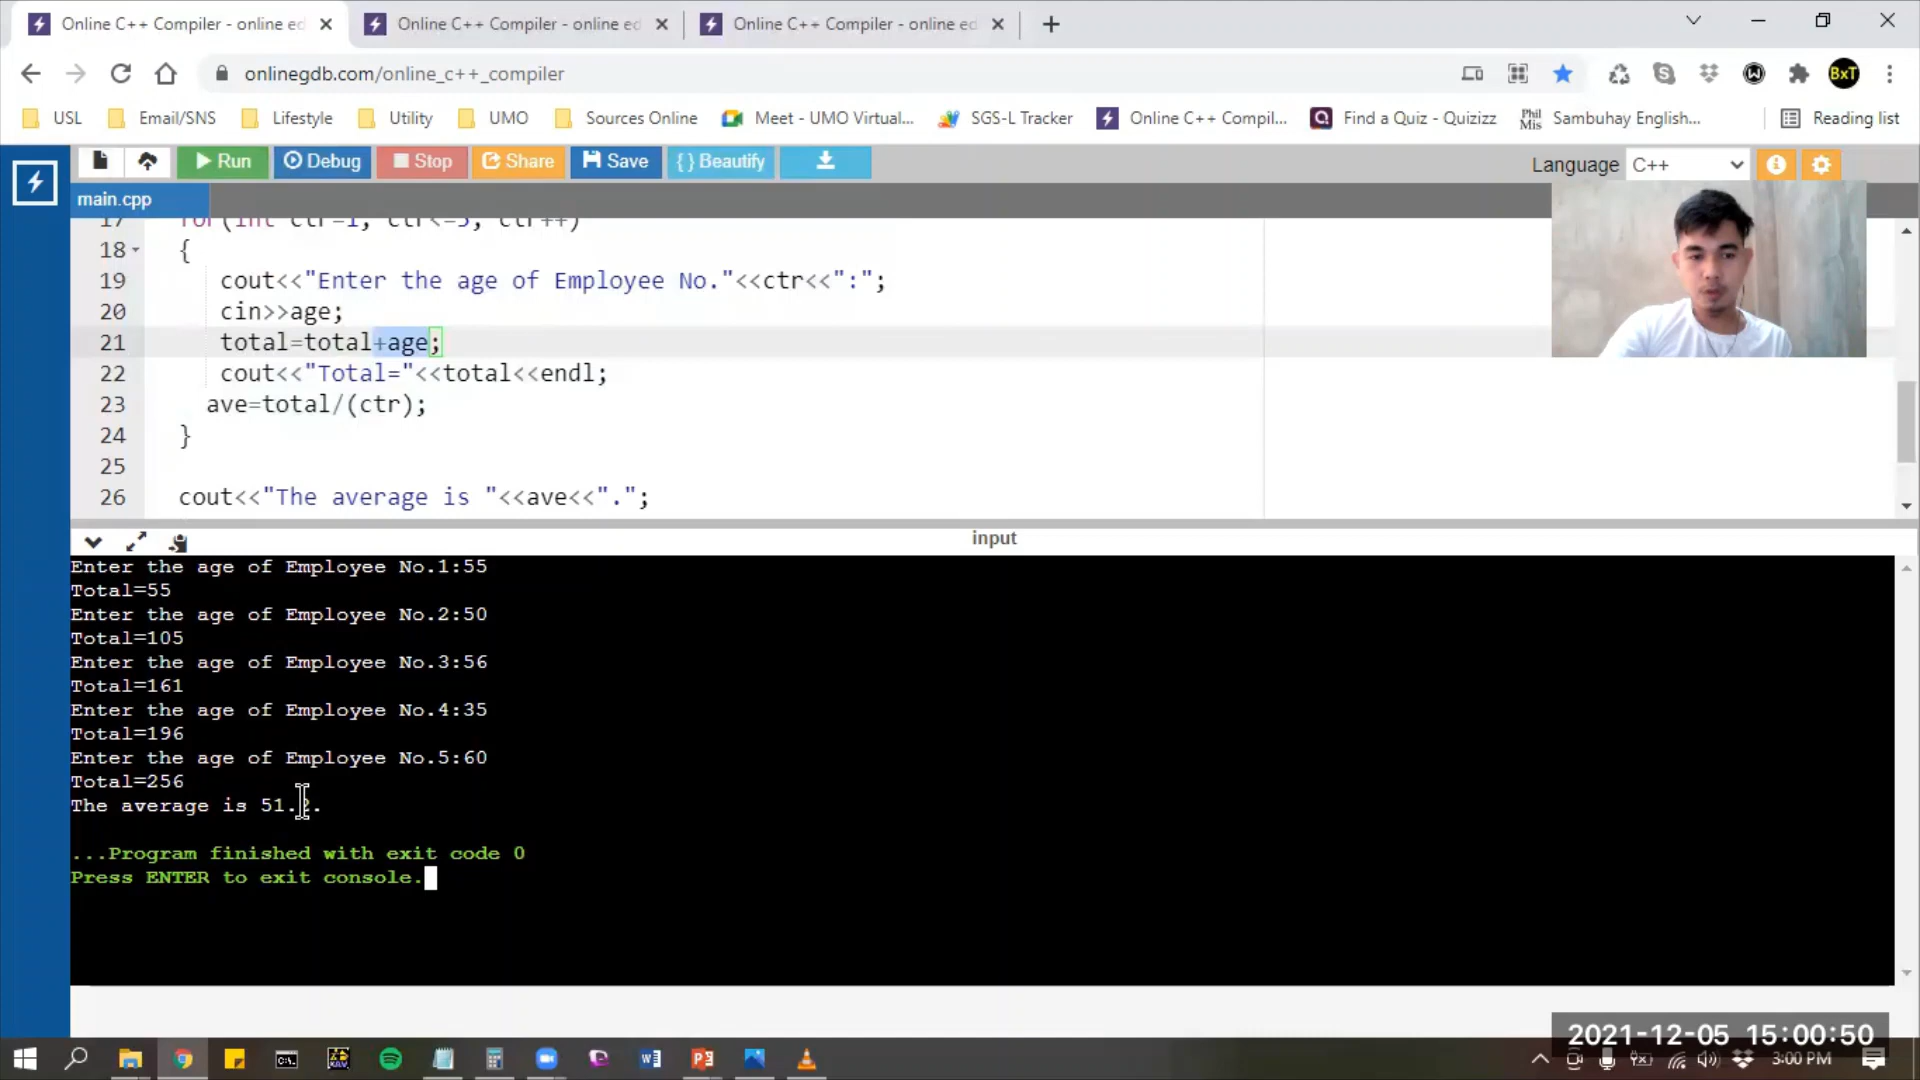 Online C++ Compiler - online ed
Online C++ Compiler - online ed
Online C++ Compiler - online ed
onlinegdb.com/online_c++_compiler
BxT
USL
Email/SNS
Lifestyle
Utility
UMO
Sources Online
Meet - UMO Virtual...
SGS-L Tracker
Online C++ Compil...
Find a Quiz - Quizizz
Phil
Mis
Sambuhay English...
Reading list
Run
Debug
Stop
Share
Save
{ } Beautify
Language
C++
main.cpp
17 for(int ctr=1; ctr<=5; ctr++)
18 {
19 cout<<"Enter the age of Employee No."<<ctr<<":";
20 cin>>age;
21 total=total+age;
22 cout<<"Total="<<total<<endl;
23 ave=total/(ctr);
24 }
25
26 cout<<"The average is "<<ave<<".";
input
Enter the age of Employee No.1:55
Total=55
Enter the age of Employee No.2:50
Total=105
Enter the age of Employee No.3:56
Total=161
Enter the age of Employee No.4:35
Total=196
Enter the age of Employee No.5:60
Total=256
The average is 51.2.
...Program finished with exit code 0
Press ENTER to exit console.
2021-12-05 15:00:50
3:00 PM